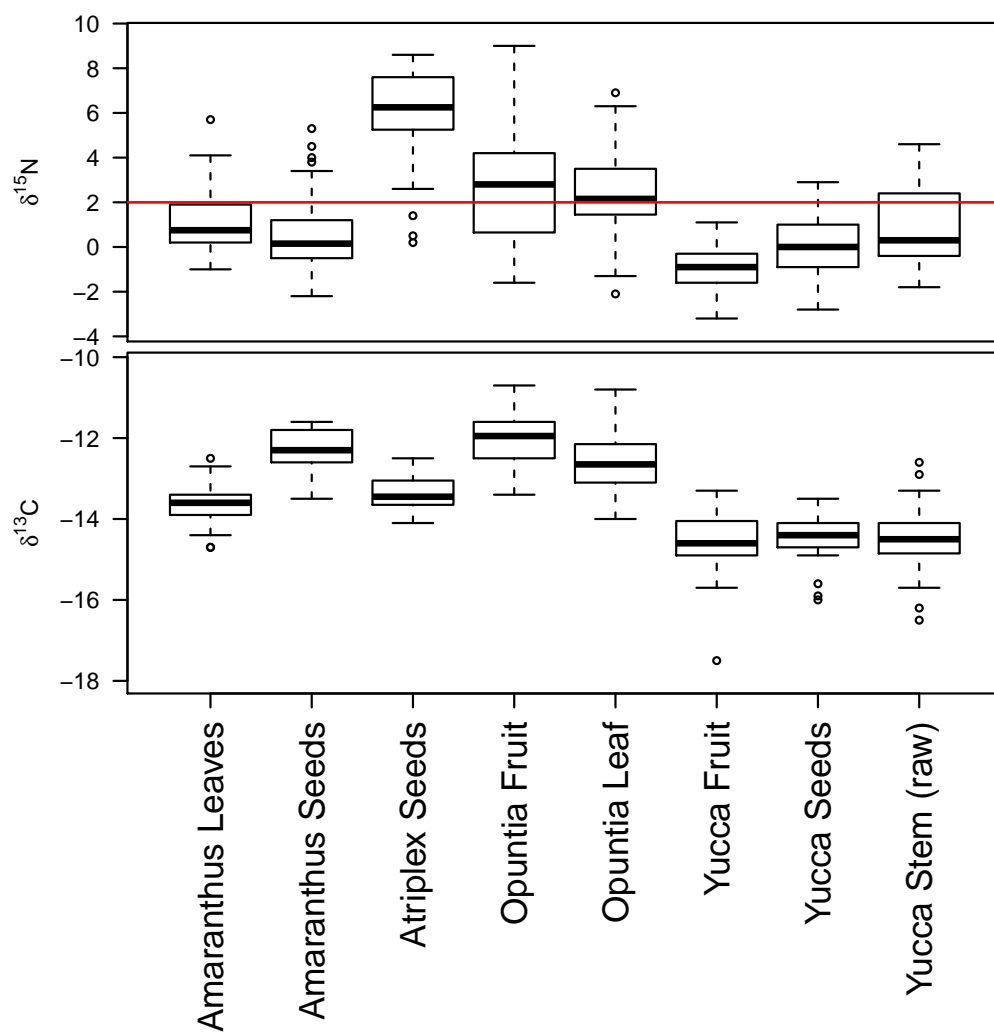 10
8
6
4
2
0
−2
−4
δ15N
−10
−12
−14
−16
−18
δ13C
Amaranthus Leaves
Amaranthus Seeds
Atriplex Seeds
Opuntia Fruit
Opuntia Leaf
Yucca Fruit
Yucca Seeds
Yucca Stem (raw)